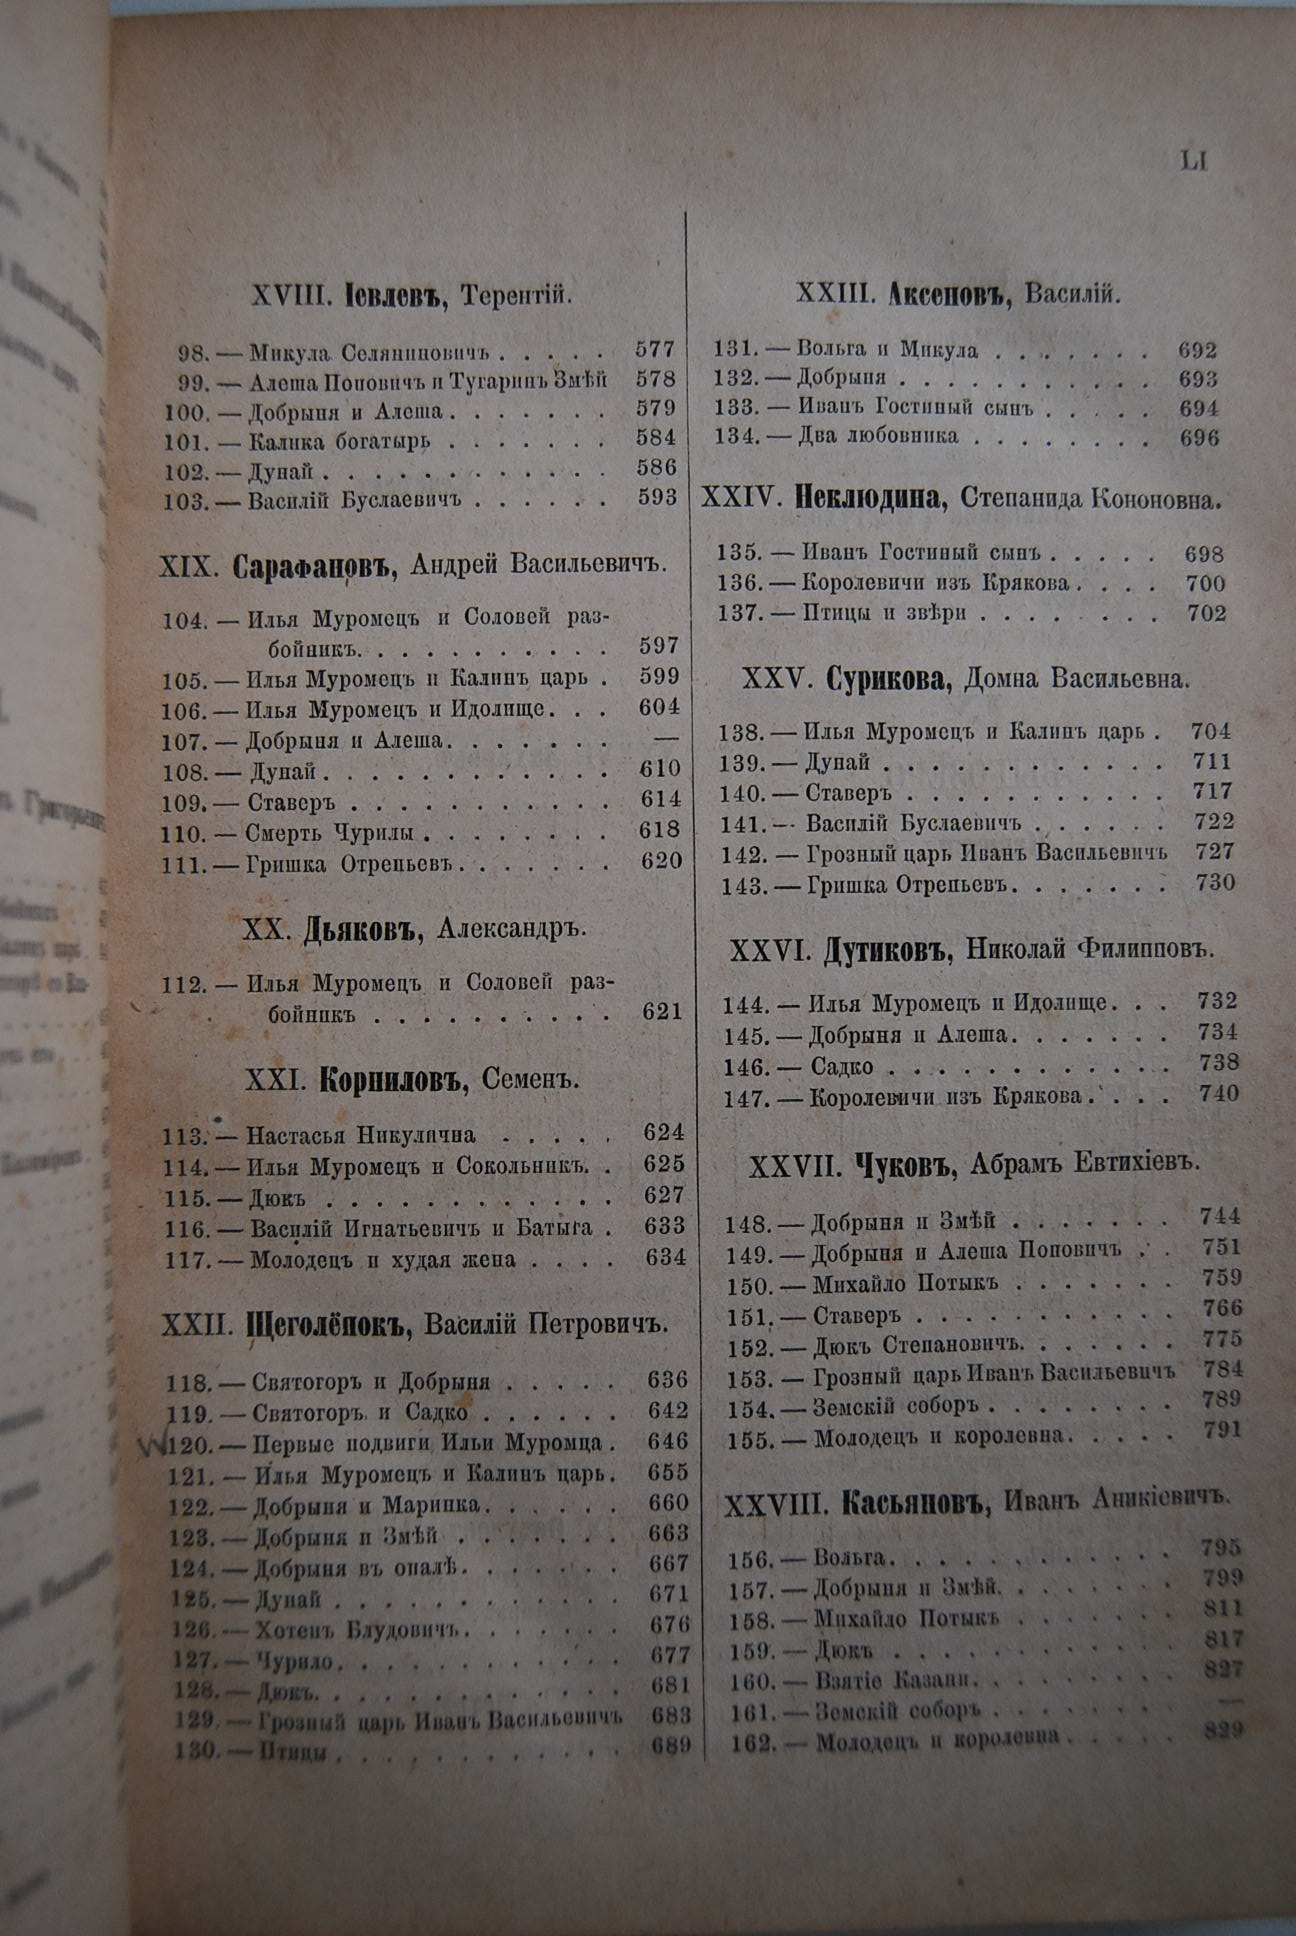 LI
XVIII. Іевлевъ, Терентій.
98. — Микула Селяниновичъ . . . . . 577
99. — Алеша Поповичъ и Тугаринъ Змѣй 578
100. — Добрыня и Алеша . . . . . . . 579
101. — Калика богатырь . . . . . . . 584
102. — Дунай . . . . . . . . . . . . 586
103. — Василій Буслаевичъ . . . . . . 593
XIX. Сарафановъ, Андрей Васильевичъ.
104. — Илья Муромецъ и Соловей раз-
бойникъ. . . . . . . . . . . 597
105. — Илья Муромецъ и Калинъ царь . 599
106. — Илья Муромецъ и Идолище. . . 604
107. — Добрыня и Алеша. . . . . . . —
108. — Дунай . . . . . . . . . . . . 610
109. — Ставеръ . . . . . . . . . . . 614
110. — Смерть Чурилы . . . . . . . . 618
111. — Гришка Отрепьевъ. . . . . . . 620
XX. Дьяковъ, Александръ.
112. — Илья Муромецъ и Соловей раз-
бойникъ . . . . . . . . . . 621
XXI. Корниловъ, Семенъ.
113. — Настасья Никулична . . . . . 624
114. — Илья Муромецъ и Сокольникъ. . 625
115. — Дюкъ . . . . . . . . . . . . 627
116. — Василій Игнатьевичъ и Батыга . 633
117. — Молодецъ и худая жена . . . . 634
XXII. Щеголёнокъ, Василій Петровичъ.
118. — Святогоръ и Добрыня . . . . . 636
119. — Святогоръ и Садко . . . . . . 642
120. — Первые подвиги Ильи Муромца . 646
121. — Илья Муромецъ и Калинъ царь. 655
122. — Добрыня и Маринка. . . . . . 660
123. — Добрыня и Змѣй . . . . . . . 663
124. — Добрыня въ опалѣ. . . . . . . 667
125. — Дунай . . . . . . . . . . . . 671
126. — Хотенъ Блудовичъ. . . . . . . 676
127. — Чурило. . . . . . . . . . . . 677
128. — Дюкъ. . . . . . . . . . . . . 681
129. — Грозный царь Иванъ Васильевичъ 683
130. — Птицы . . . . . . . . . . . . 689
XXIII. Аксеновъ, Василій.
131. — Вольга и Микула . . . . . . . 692
132. — Добрыня . . . . . . . . . . . 693
133. — Иванъ Гостиный сынъ . . . . . 694
134. — Два любовника . . . . . . . . 696
XXIV. Неклюдина, Степанида Кононовна.
135. — Иванъ Гостиный сынъ . . . . . 698
136. — Королевичи изъ Крякова. . . . 700
137. — Птицы и звѣри . . . . . . . . 702
XXV. Сурикова, Домна Васильевна.
138. — Илья Муромецъ и Калинъ царь . 704
139. — Дунай . . . . . . . . . . . . 711
140. — Ставеръ . . . . . . . . . . . 717
141. — Василій Буслаевичъ . . . . . . 722
142. — Грозный царь Иванъ Васильевичъ 727
143. — Гришка Отрепьевъ. . . . . . . 730
XXVI. Дутиковъ, Николай Филипповъ.
144. — Илья Муромецъ и Идолище. . . 732
145. — Добрыня и Алеша. . . . . . . 734
146. — Садко . . . . . . . . . . . . 738
147. — Королевичи изъ Крякова. . . . 740
XXVII. Чуковъ, Абрамъ Евтихіевъ.
148. — Добрыня и Змѣй . . . . . . . 744
149. — Добрыня и Алеша Поповичъ . . 751
150. — Михайло Потыкъ . . . . . . . 759
151. — Ставеръ . . . . . . . . . . . 766
152. — Дюкъ Степановичъ. . . . . . . 775
153. — Грозный царь Иванъ Васильевичъ 784
154. — Земскій соборъ . . . . . . . . 789
155. — Молодецъ и королевна. . . . . 791
XXVIII. Касьяновъ, Иванъ Аникіевичъ.
156. — Вольга. . . . . . . . . . . . 795
157. — Добрыня и Змѣй. . . . . . . . 799
158. — Михайло Потыкъ . . . . . . . 811
159. — Дюкъ . . . . . . . . . . . . 817
160. — Взятіе Казани. . . . . . . . . 827
161. — Земскій соборъ . . . . . . . . —
162. — Молодецъ и королевна . . . . . 829